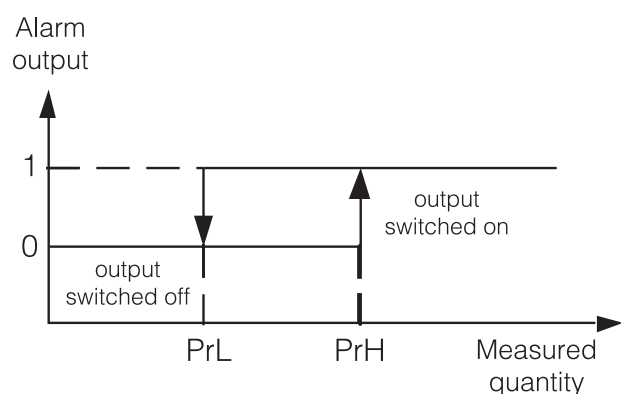 Alarm
output
1
output
switched on
0
output
switched off
PrL
PrH
Measured
quantity